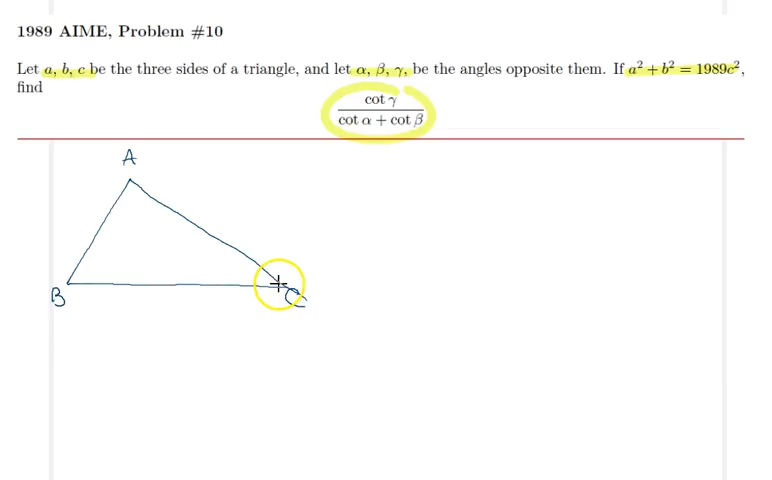 1989 AIME, Problem #10
Let a, b, c be the three sides of a triangle, and let α, β, γ, be the angles opposite them. If a² + b² = 1989c²,
find
cot γ
cot α + cot β
A
B
C